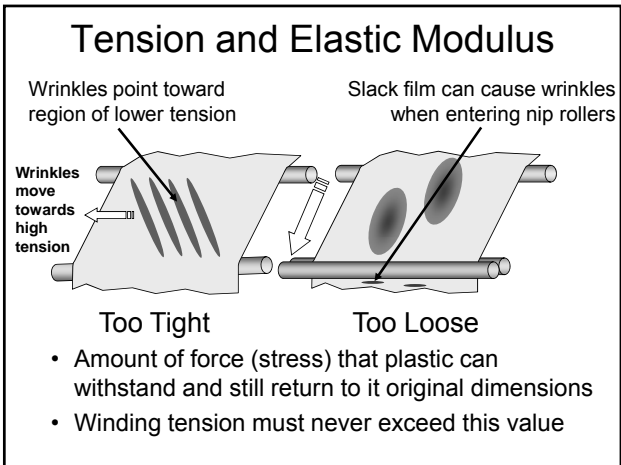 Tension and Elastic Modulus
Wrinkles point toward
region of lower tension
Slack film can cause wrinkles
when entering nip rollers
Wrinkles
move
towards
high
tension
Too Tight
Too Loose
• Amount of force (stress) that plastic can
withstand and still return to it original dimensions
• Winding tension must never exceed this value